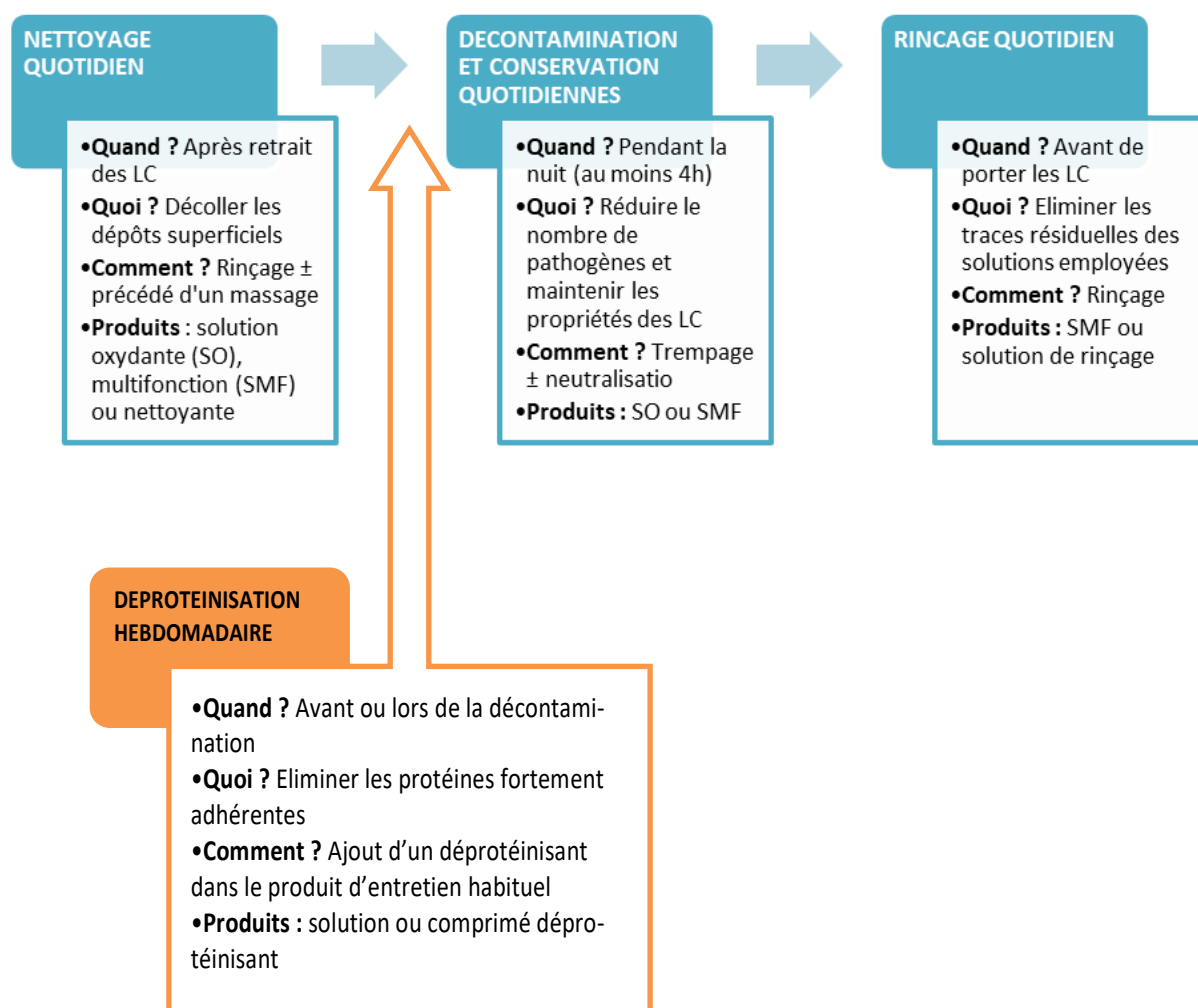 NETTOYAGE
QUOTIDIEN
•Quand ? Après retrait
des LC
•Quoi ? Décoller les
dépôts superficiels
•Comment ? Rinçage ±
précédé d'un massage
•Produits : solution
oxydante (SO),
multifonction (SMF)
ou nettoyante
DECONTAMINATION
ET CONSERVATION
QUOTIDIENNES
•Quand ? Pendant la
nuit (au moins 4h)
•Quoi ? Réduire le
nombre de
pathogènes et
maintenir les
propriétés des LC
•Comment ? Trempage
± neutralisatio
•Produits : SO ou SMF
RINCAGE QUOTIDIEN
•Quand ? Avant de
porter les LC
•Quoi ? Eliminer les
traces résiduelles des
solutions employées
•Comment ? Rinçage
•Produits : SMF ou
solution de rinçage
DEPROTEINISATION
HEBDOMADAIRE
•Quand ? Avant ou lors de la décontami-
nation
•Quoi ? Eliminer les protéines fortement
adhérentes
•Comment ? Ajout d’un déprotéinisant
dans le produit d’entretien habituel
•Produits : solution ou comprimé dépro-
téinisant